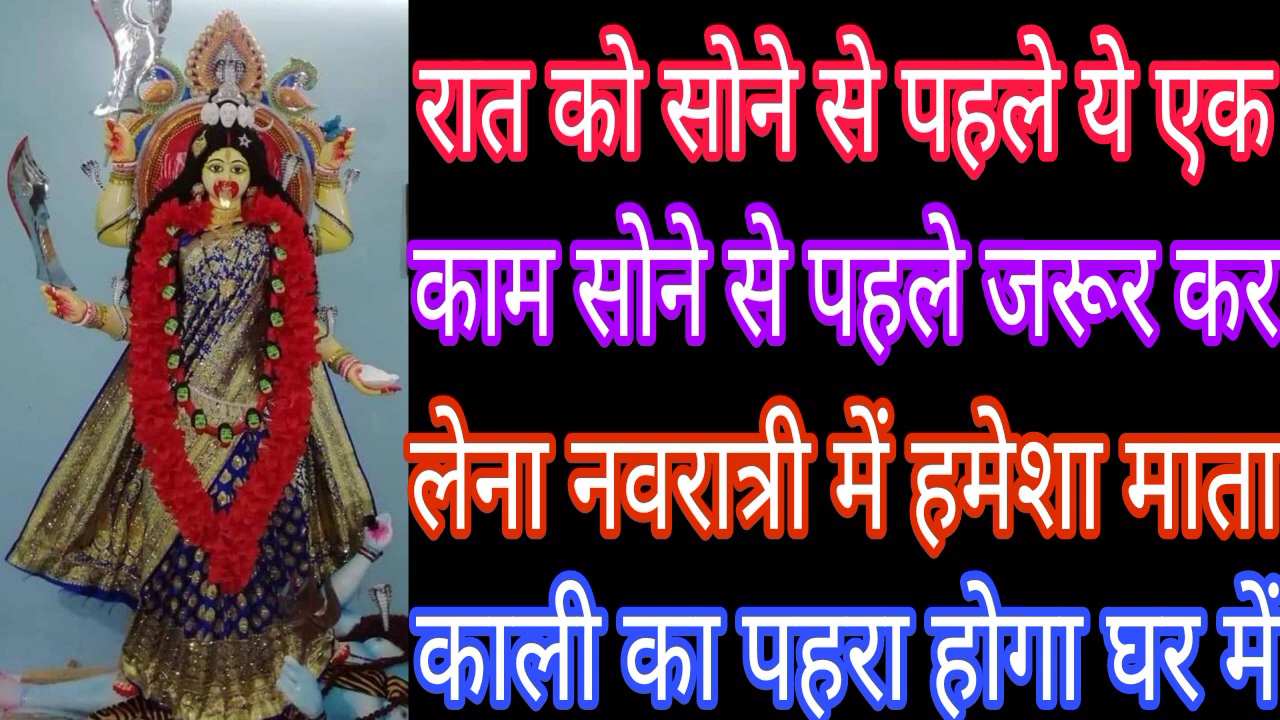 रात को सोने से पहले ये एक
काम सोने से पहले जरूर कर
लेना नवरात्री में हमेशा माता
काली का पहरा होगा घर में